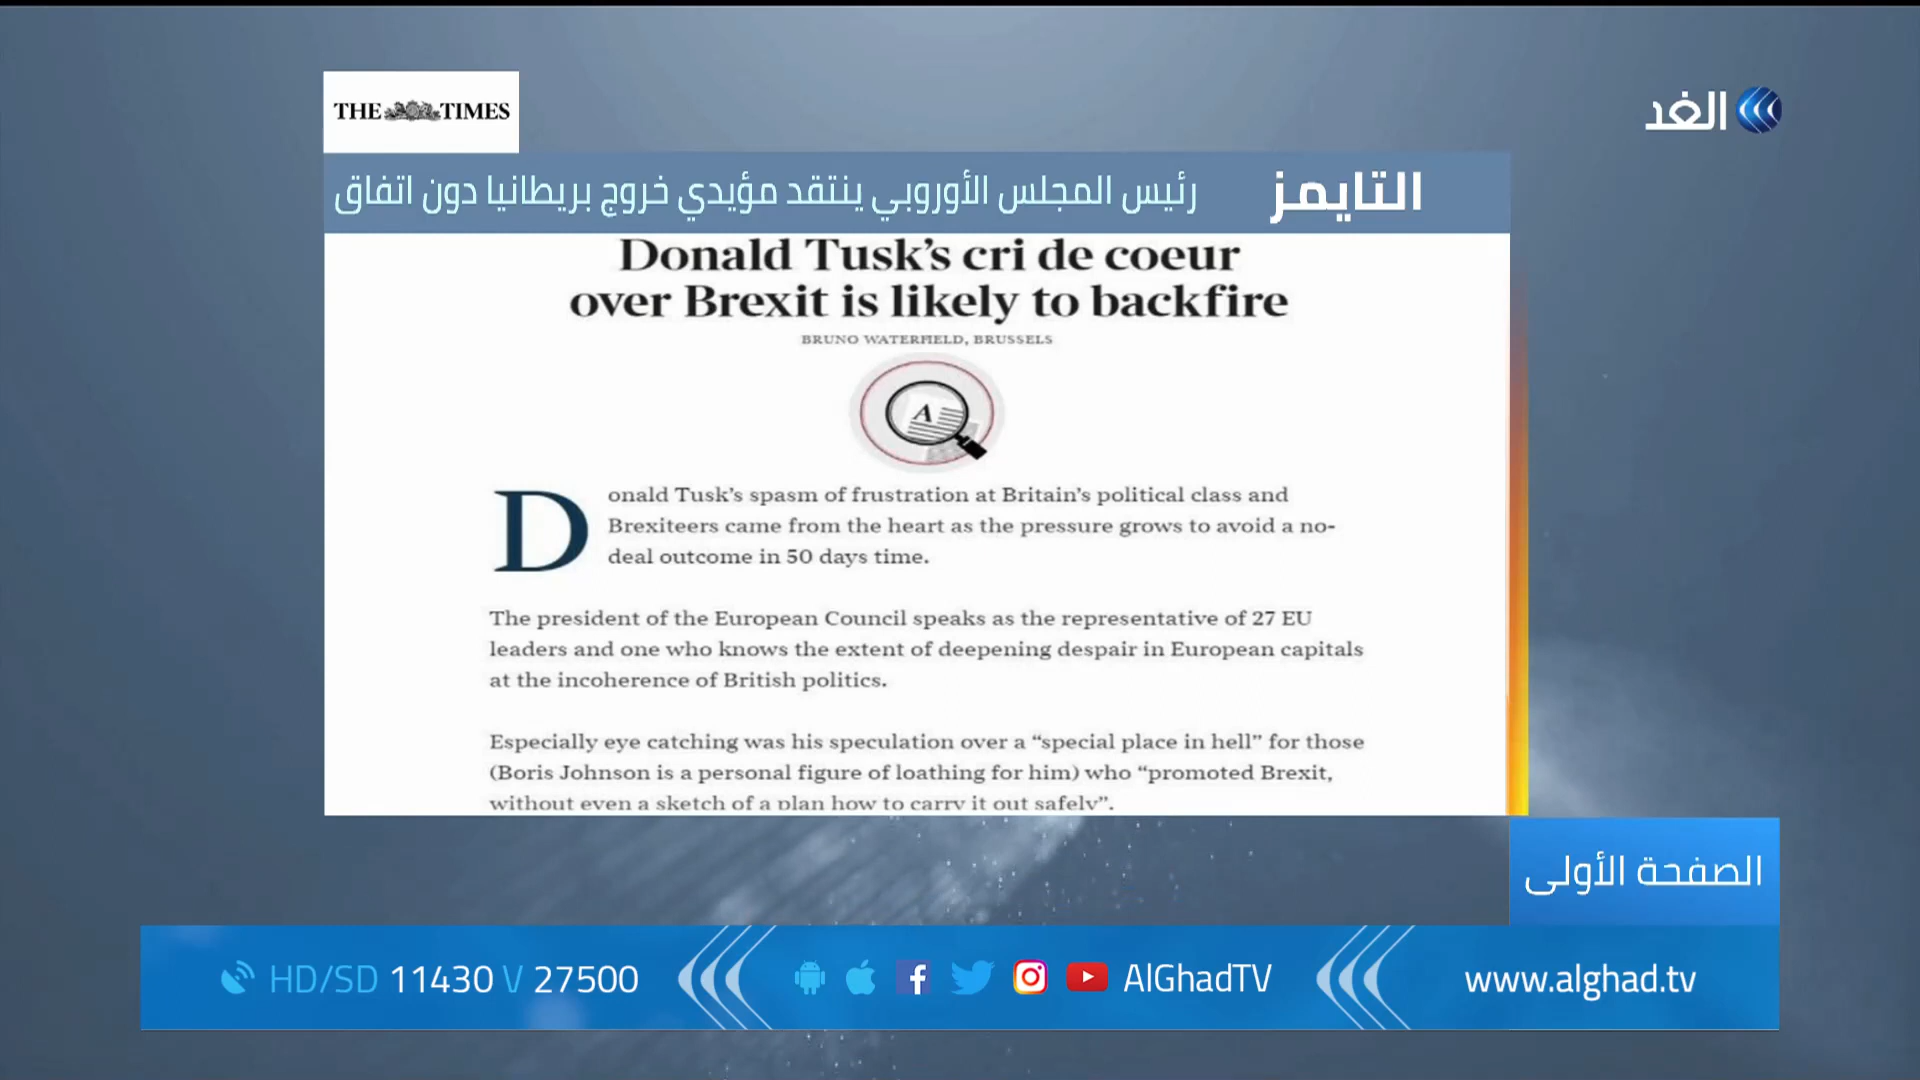 THE TIMES
الغد
التايمز
رئيس المجلس الأوروبي ينتقد مؤيدي خروج بريطانيا دون اتفاق
Donald Tusk’s cri de coeur
over Brexit is likely to backfire
BRUNO WATERFIELD, BRUSSELS
A
Donald Tusk’s spasm of frustration at Britain’s political class and
Brexiteers came from the heart as the pressure grows to avoid a no-
deal outcome in 50 days time.
The president of the European Council speaks as the representative of 27 EU
leaders and one who knows the extent of deepening despair in European capitals
at the incoherence of British politics.
Especially eye catching was his speculation over a “special place in hell” for those
(Boris Johnson is a personal figure of loathing for him) who “promoted Brexit,
without even a sketch of a plan how to carry it out safely”.
الصفحة الأولى
HD/SD 11430 V 27500
AlGhadTV
www.alghad.tv